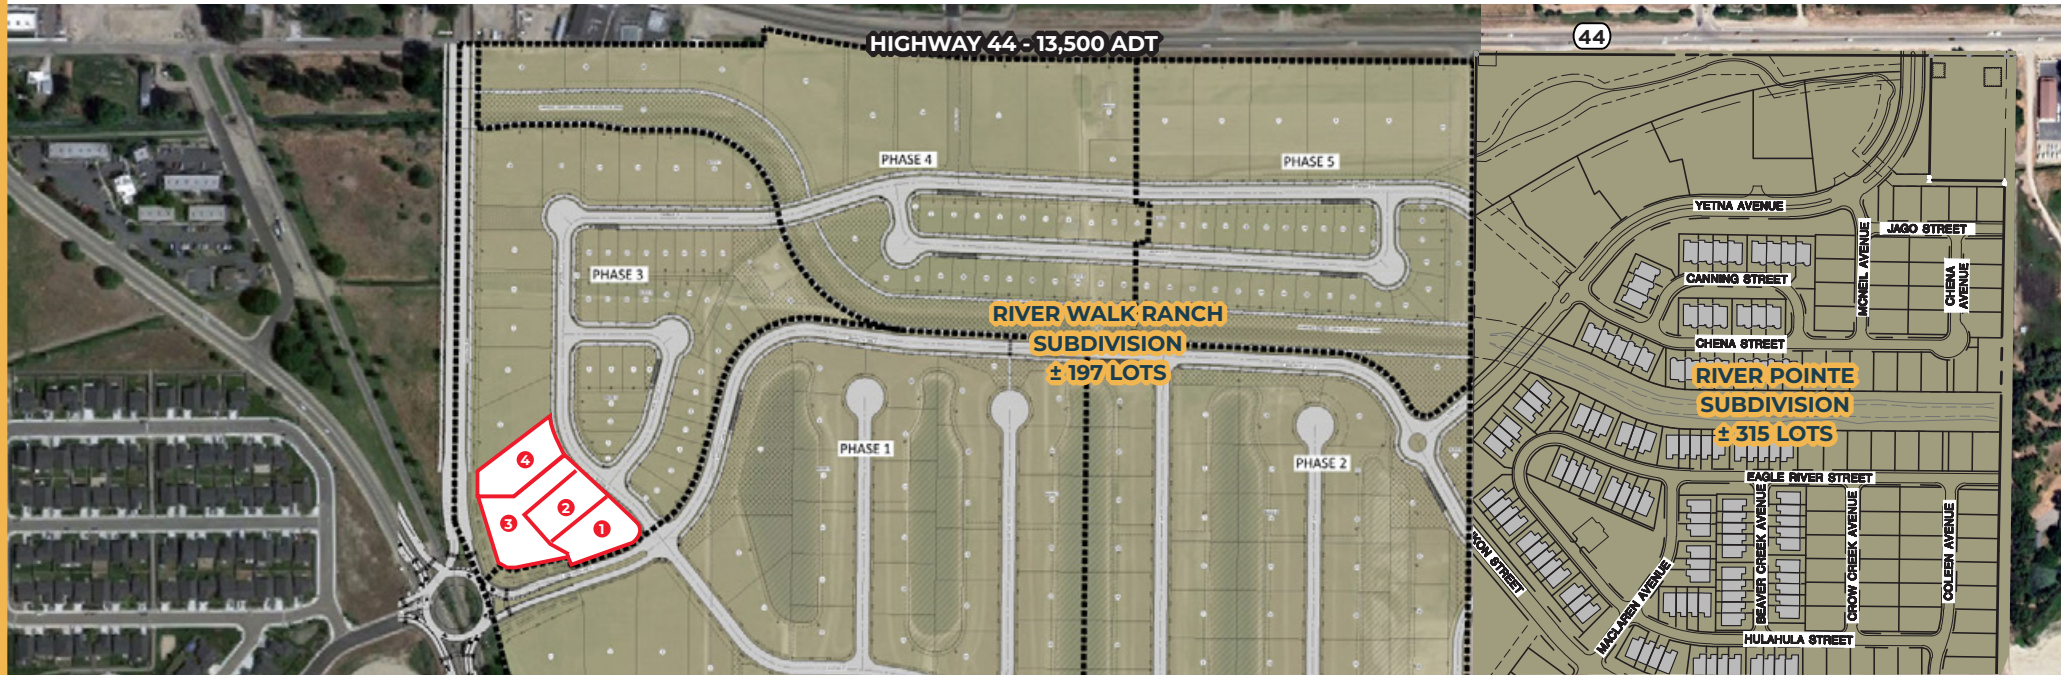 HIGHWAY 44 - 13,500 ADT
44
PHASE 4
PHASE 5
PHASE 3
RIVER WALK RANCH
SUBDIVISION
± 197 LOTS
PHASE 1
PHASE 2
4
2
3
1
YETNA AVENUE
MCNEIL AVENUE
JAGO STREET
CANNING STREET
CHENA
AVENUE
CHENA STREET
RIVER POINTE
SUBDIVISION
± 315 LOTS
EAGLE RIVER STREET
BEAVER CREEK AVENUE
CROW CREEK AVENUE
COLEEN AVENUE
KON STREET
MACLAREN AVENUE
HULAHULA STREET